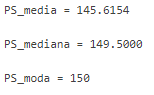 PS_media = 145.6154
PS_mediana = 149.5000
PS_moda = 150